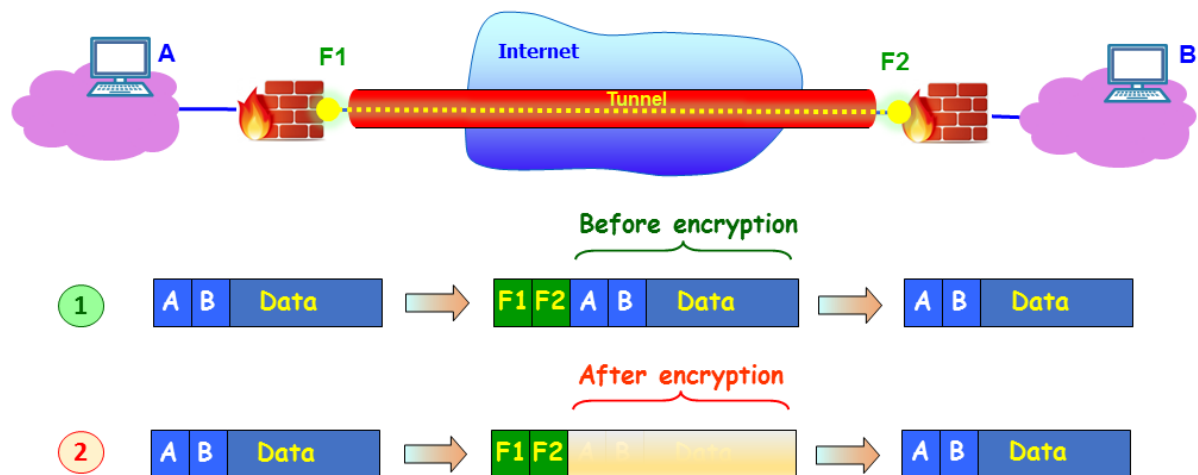 A
F1
Internet
F2
B
Tunnel
Before encryption
1
A B Data
F1 F2 A B Data
A B Data
After encryption
2
A B Data
F1 F2 A B Data
A B Data